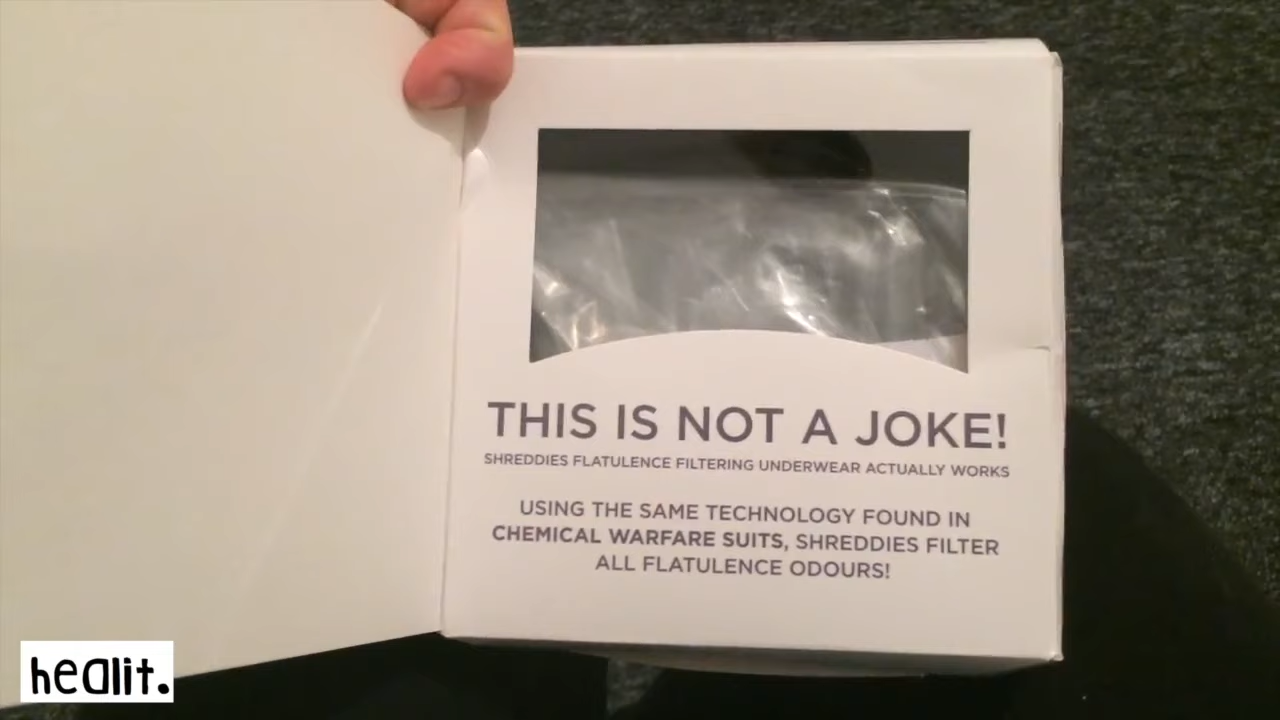 THIS IS NOT A JOKE!
SHREDDIES FLATULENCE FILTERING UNDERWEAR ACTUALLY WORKS
USING THE SAME TECHNOLOGY FOUND IN
CHEMICAL WARFARE SUITS, SHREDDIES FILTER
ALL FLATULENCE ODOURS!
healit.